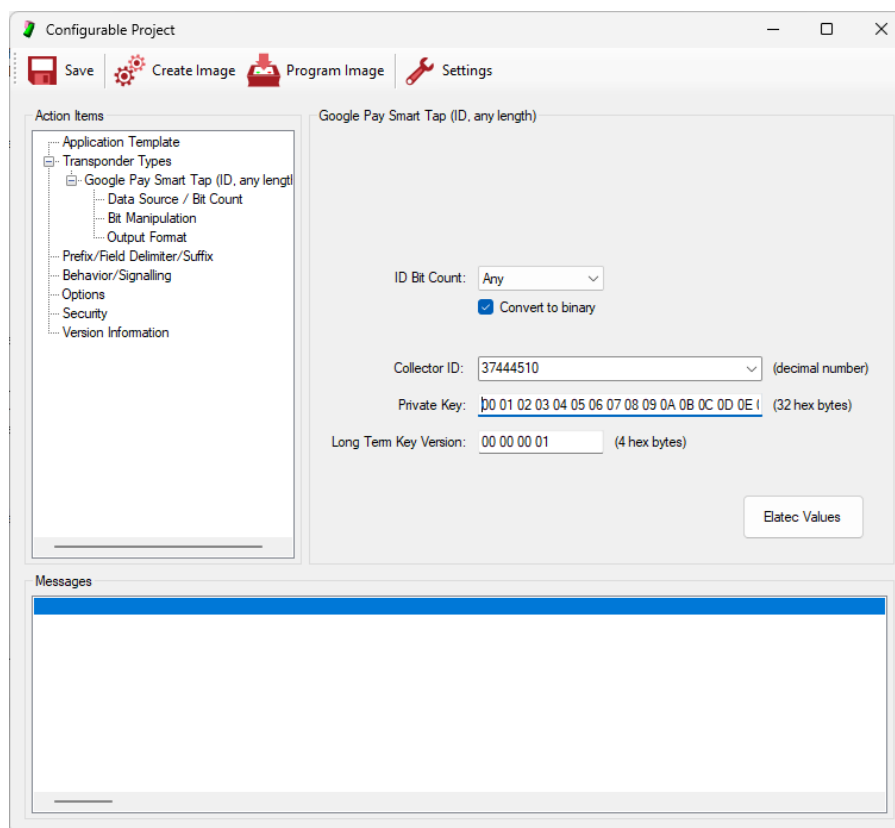 Configurable Project
Save
Create Image
Program Image
Settings
Action Items
Application Template
Transponder Types
Google Pay Smart Tap (ID, any lengtl
Data Source / Bit Count
Bit Manipulation
Output Format
Prefix/Field Delimiter/Suffix
Behavior/Signalling
Options
Security
Version Information
Google Pay Smart Tap (ID, any length)
ID Bit Count: Any
Convert to binary
Collector ID: 37444510 (decimal number)
Private Key: 00 01 02 03 04 05 06 07 08 09 0A 0B 0C 0D 0E (32 hex bytes)
Long Term Key Version: 00 00 00 01 (4 hex bytes)
Elatec Values
Messages